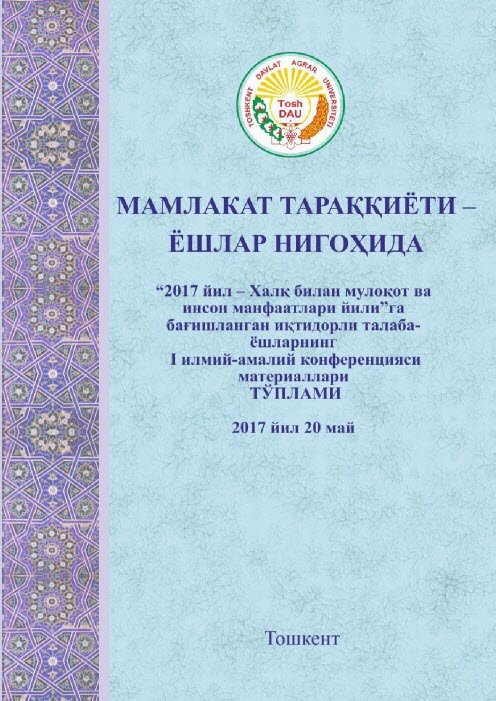 TOSHKENT DAVLAT AGRAR UNIVERSITETI
Tosh
DAU
МАМЛАКАТ ТАРАҚҚИЁТИ –
ЁШЛАР НИГОҲИДА
“2017 йил – Халқ билан мулоқот ва
инсон манфаатлари йили”га
бағишланган иқтидорли талаба-
ёшларнинг
I илмий-амалий конференцияси
материаллари
ТЎПЛАМИ
2017 йил 20 май
Тошкент